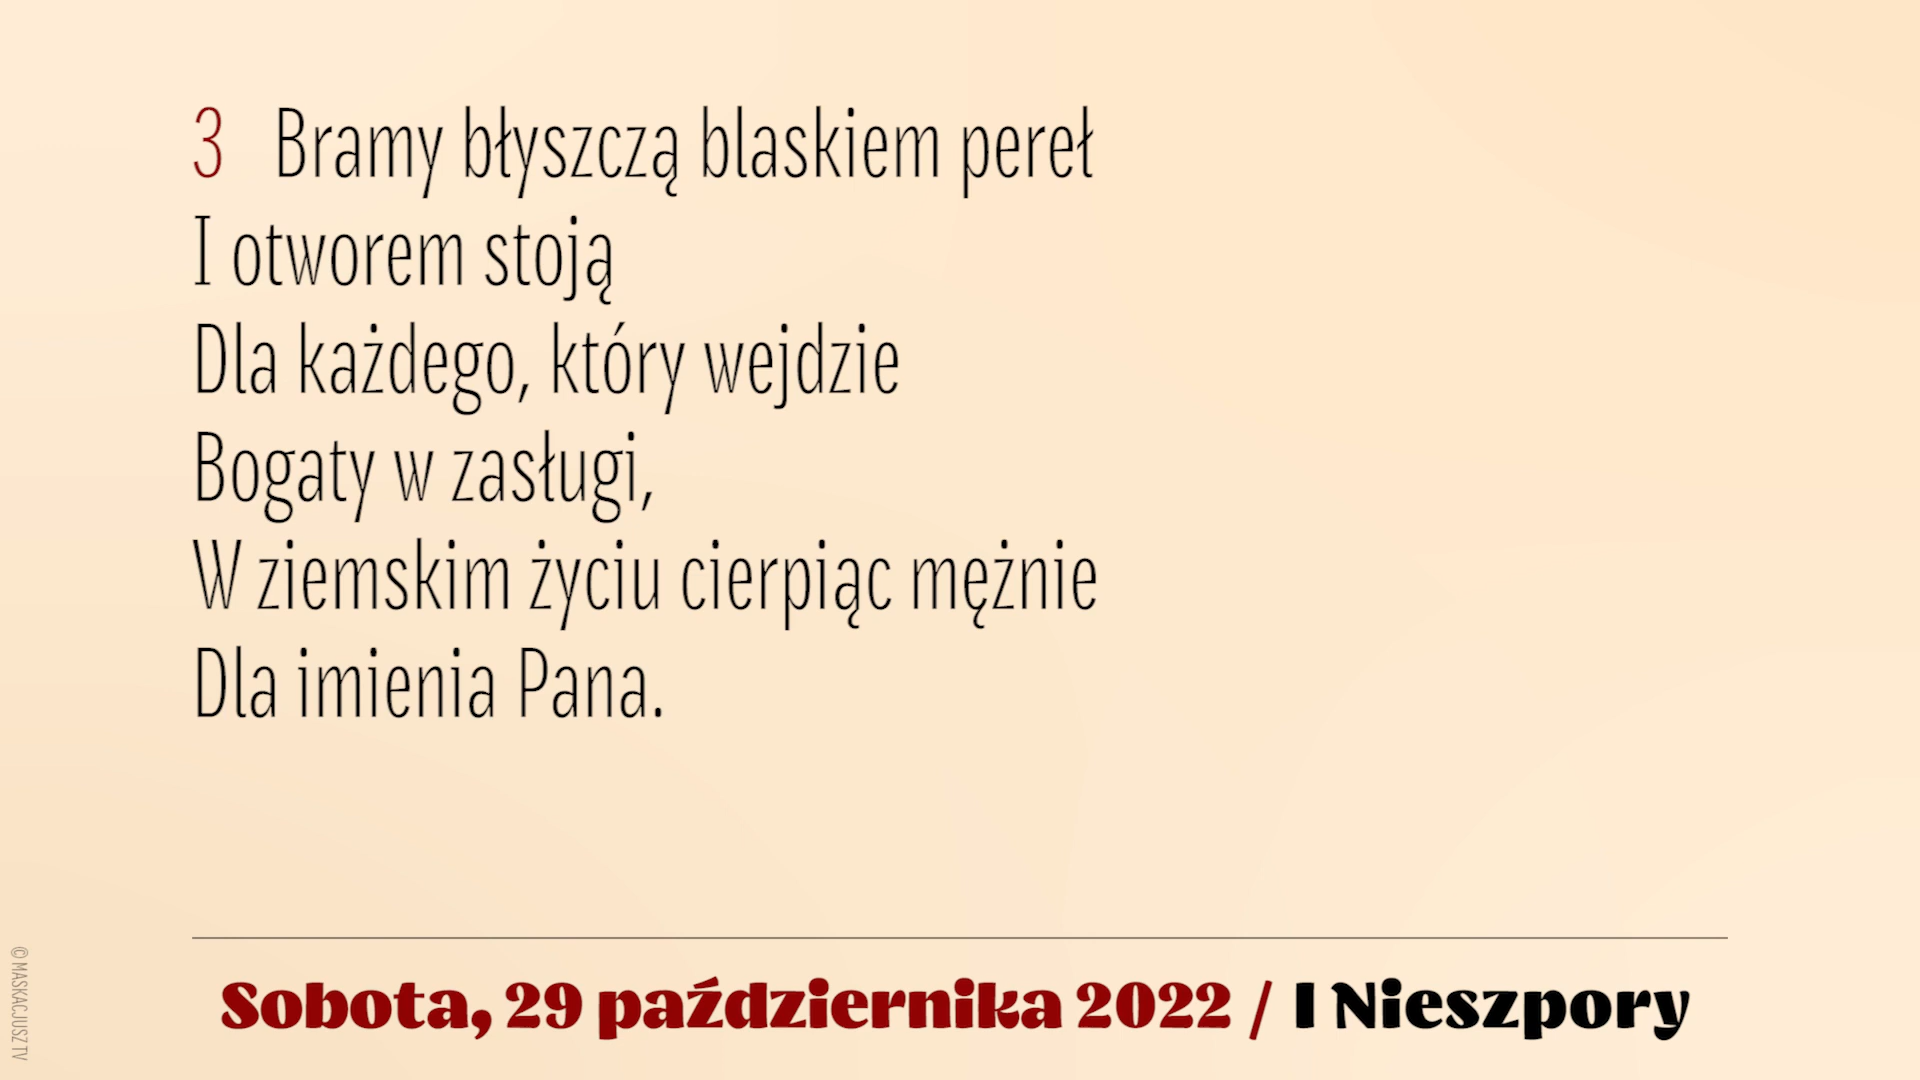 3 Bramy błyszczą blaskiem pereł
I otworem stoją
Dla każdego, który wejdzie
Bogaty w zasługi,
W ziemskim życiu cierpiąc mężnie
Dla imienia Pana.
Sobota, 29 października 2022 / I Nieszpory
© MASKACJUSZ TV